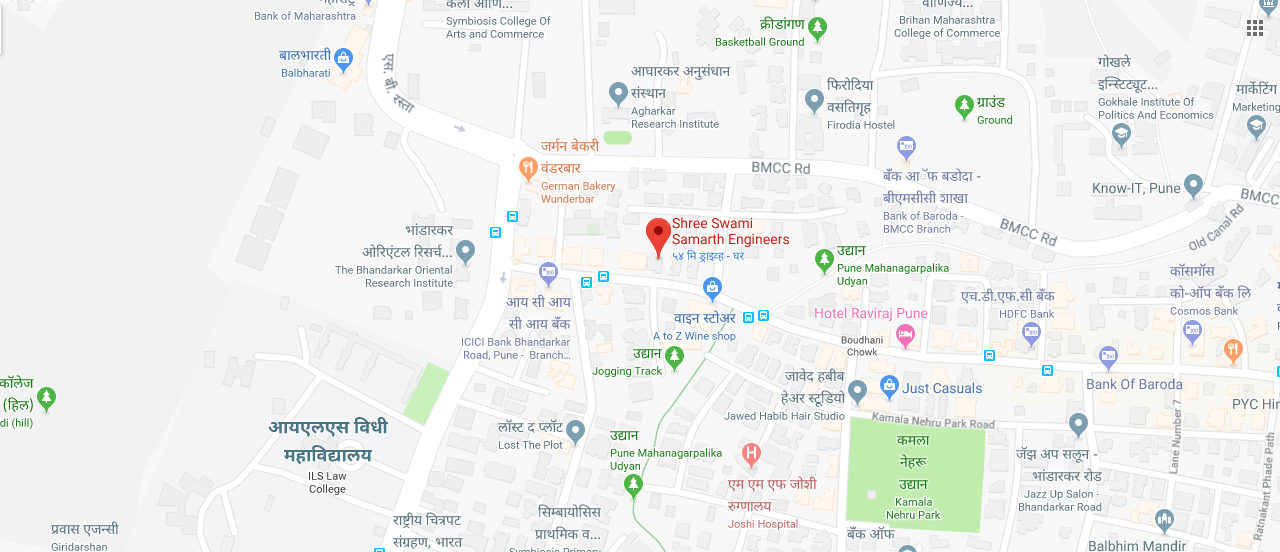 Bank of Maharashtra
कला आणि...
Symbiosis College Of
Arts and Commerce
क्रीडांगण
Basketball Ground
वाणिज्य...
Brihan Maharashtra
College of Commerce
बालभारती
Balbharati
एस. बी. रस्ता
आघारकर अनुसंधान
संस्थान
Agharkar
Research Institute
फिरोदिया
वसतिगृह
Firodia Hostel
ग्राउंड
Ground
गोखले
इन्स्टिट्यूट...
Gokhale Institute Of
Politics And Economics
मार्केटिंग
Marketing
जर्मन बेकरी
वंडरबार
German Bakery
Wunderbar
BMCC Rd
बँक ऑफ बडोदा -
बीएमसीसी शाखा
Bank of Baroda -
BMCC Branch
Know-IT, Pune
BMCC
BMCC Rd
Old Canal Rd
भांडारकर
ओरिएंटल रिसर्च...
The Bhandarkar Oriental
Research Institute
Shree Swami
Samarth Engineers
५४ मि ड्राइव्ह - घर
उद्यान
Pune Mahanagarpalika
Udyan
कॉसमॉस
को-ऑप बँक लि
Cosmos Bank
एच.डी.एफ.सी बँक
HDFC Bank
आय सी आय
सी आय बँक
ICICI Bank Bhandarkar
Road, Pune - Branch...
वाइन स्टोअर
A to Z Wine shop
Hotel Raviraj Pune
Boudhani
Chowk
उद्यान
Jogging Track
कॉलेज
(हिल)
di (hill)
जावेद हबीब
हेअर स्टूडियो
Jawed Habib Hair Studio
Just Casuals
Bank Of Baroda
PYC Hin
Kamala Nehru Park Road
Lane Number 7
Ratnakant Phade Path
आयएलएस विधी
महाविद्यालय
ILS Law
College
लॉस्ट द प्लॉट
Lost The Plot
उद्यान
Pune Mahanagarpalika
Udyan
कमला
नेहरू
उद्यान
Kamala
Nehru Park
जॅझ अप सलून -
भांडारकर रोड
Jazz Up Salon -
Bhandarkar Road
एम एम एफ जोशी
रुग्णालय
Joshi Hospital
प्रवास एजन्सी
Giridarshan
राष्ट्रीय चित्रपट
संग्रहण, भारत
सिम्बायोसिस
प्राथमिक व...
Symbiosis Primary
बँक ऑफ
Balbhim Mandir